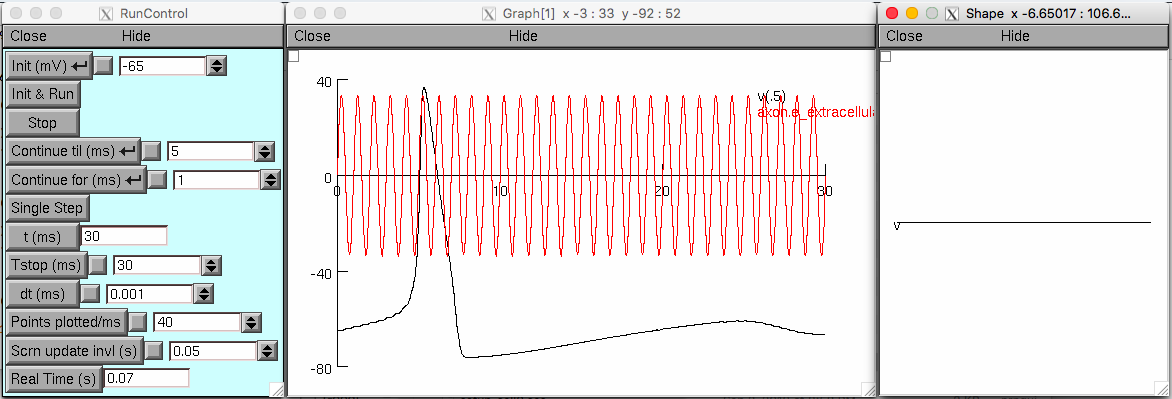 RunControl
Close Hide
Init (mV) -65
Init & Run
Stop
Continue til (ms) 5
Continue for (ms) 1
Single Step
t (ms) 30
Tstop (ms) 30
dt (ms) 0.001
Points plotted/ms 40
Scrn update invl (s) 0.05
Real Time (s) 0.07
Graph[1] x -3 : 33 y -92 : 52
Close Hide
40
v(.5)
axon.e_extracellula
0
0 10 20 30
-40
-80
Shape x -6.65017 : 106.6...
Close Hide
v